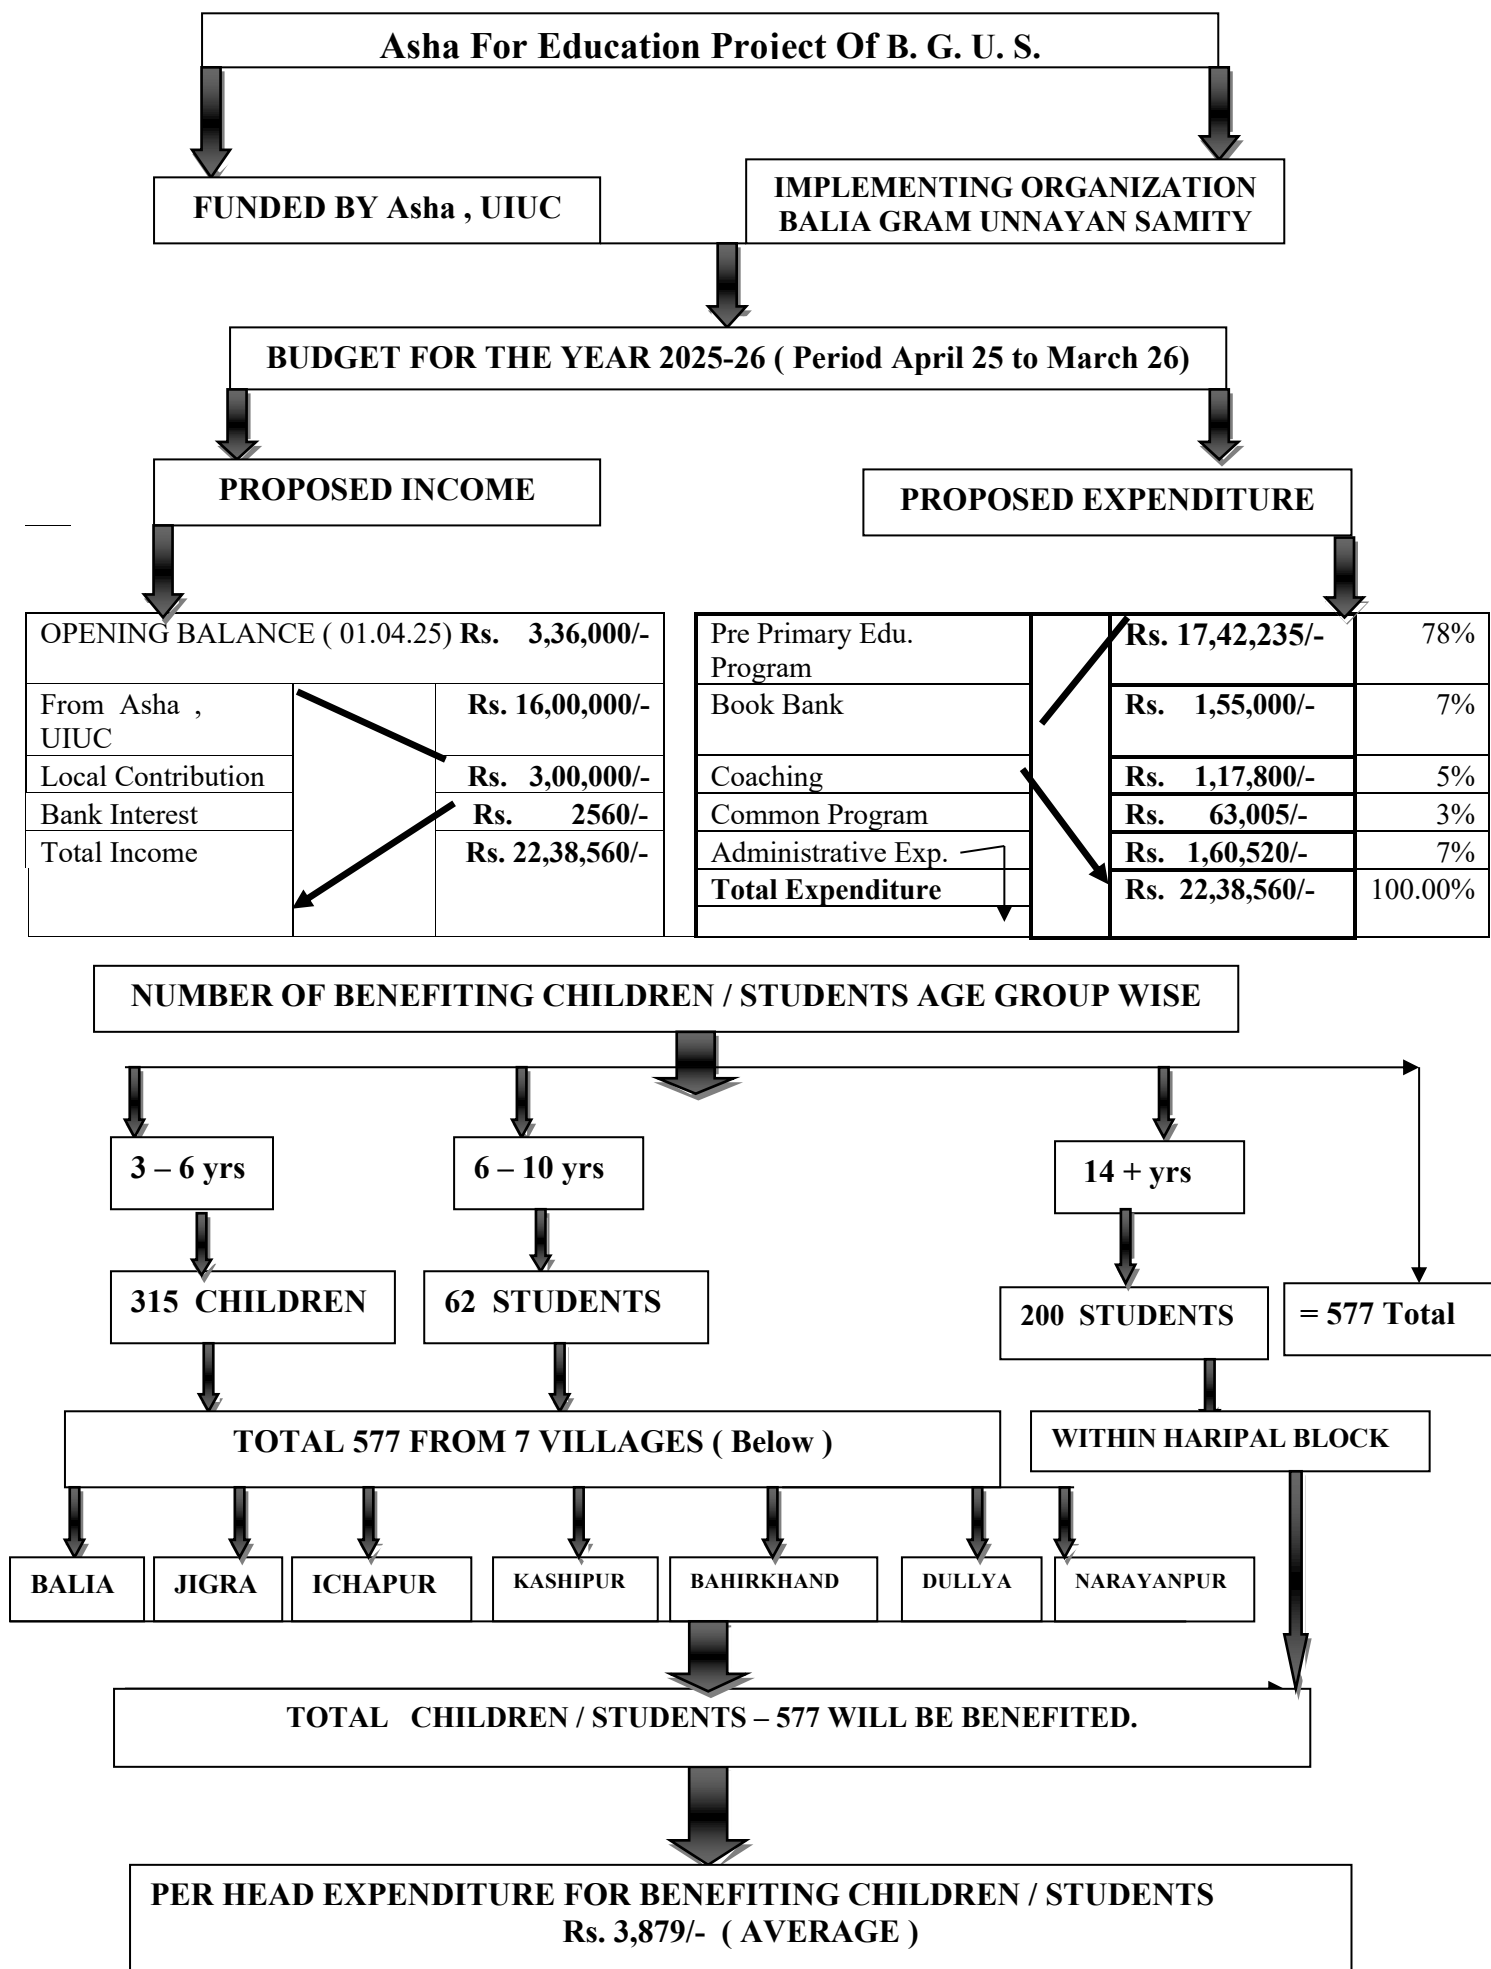 Asha For Education Project Of B. G. U. S.
FUNDED BY Asha , UIUC
IMPLEMENTING ORGANIZATION
BALIA GRAM UNNAYAN SAMITY
BUDGET FOR THE YEAR 2025-26 ( Period April 25 to March 26)
PROPOSED INCOME
PROPOSED EXPENDITURE
OPENING BALANCE ( 01.04.25) Rs. 3,36,000/-
From Asha , Rs. 16,00,000/-
UIUC
Local Contribution Rs. 3,00,000/-
Bank Interest Rs. 2560/-
Total Income Rs. 22,38,560/-
Pre Primary Edu. Rs. 17,42,235/- 78%
Program
Book Bank Rs. 1,55,000/- 7%
Coaching Rs. 1,17,800/- 5%
Common Program Rs. 63,005/- 3%
Administrative Exp. Rs. 1,60,520/- 7%
Total Expenditure Rs. 22,38,560/- 100.00%
NUMBER OF BENEFITING CHILDREN / STUDENTS AGE GROUP WISE
3 – 6 yrs
6 – 10 yrs
14 + yrs
315 CHILDREN
62 STUDENTS
200 STUDENTS
= 577 Total
TOTAL 577 FROM 7 VILLAGES ( Below )
WITHIN HARIPAL BLOCK
BALIA
JIGRA
ICHAPUR
KASHIPUR
BAHIRKHAND
DULLYA
NARAYANPUR
TOTAL CHILDREN / STUDENTS – 577 WILL BE BENEFITED.
PER HEAD EXPENDITURE FOR BENEFITING CHILDREN / STUDENTS
Rs. 3,879/- ( AVERAGE )